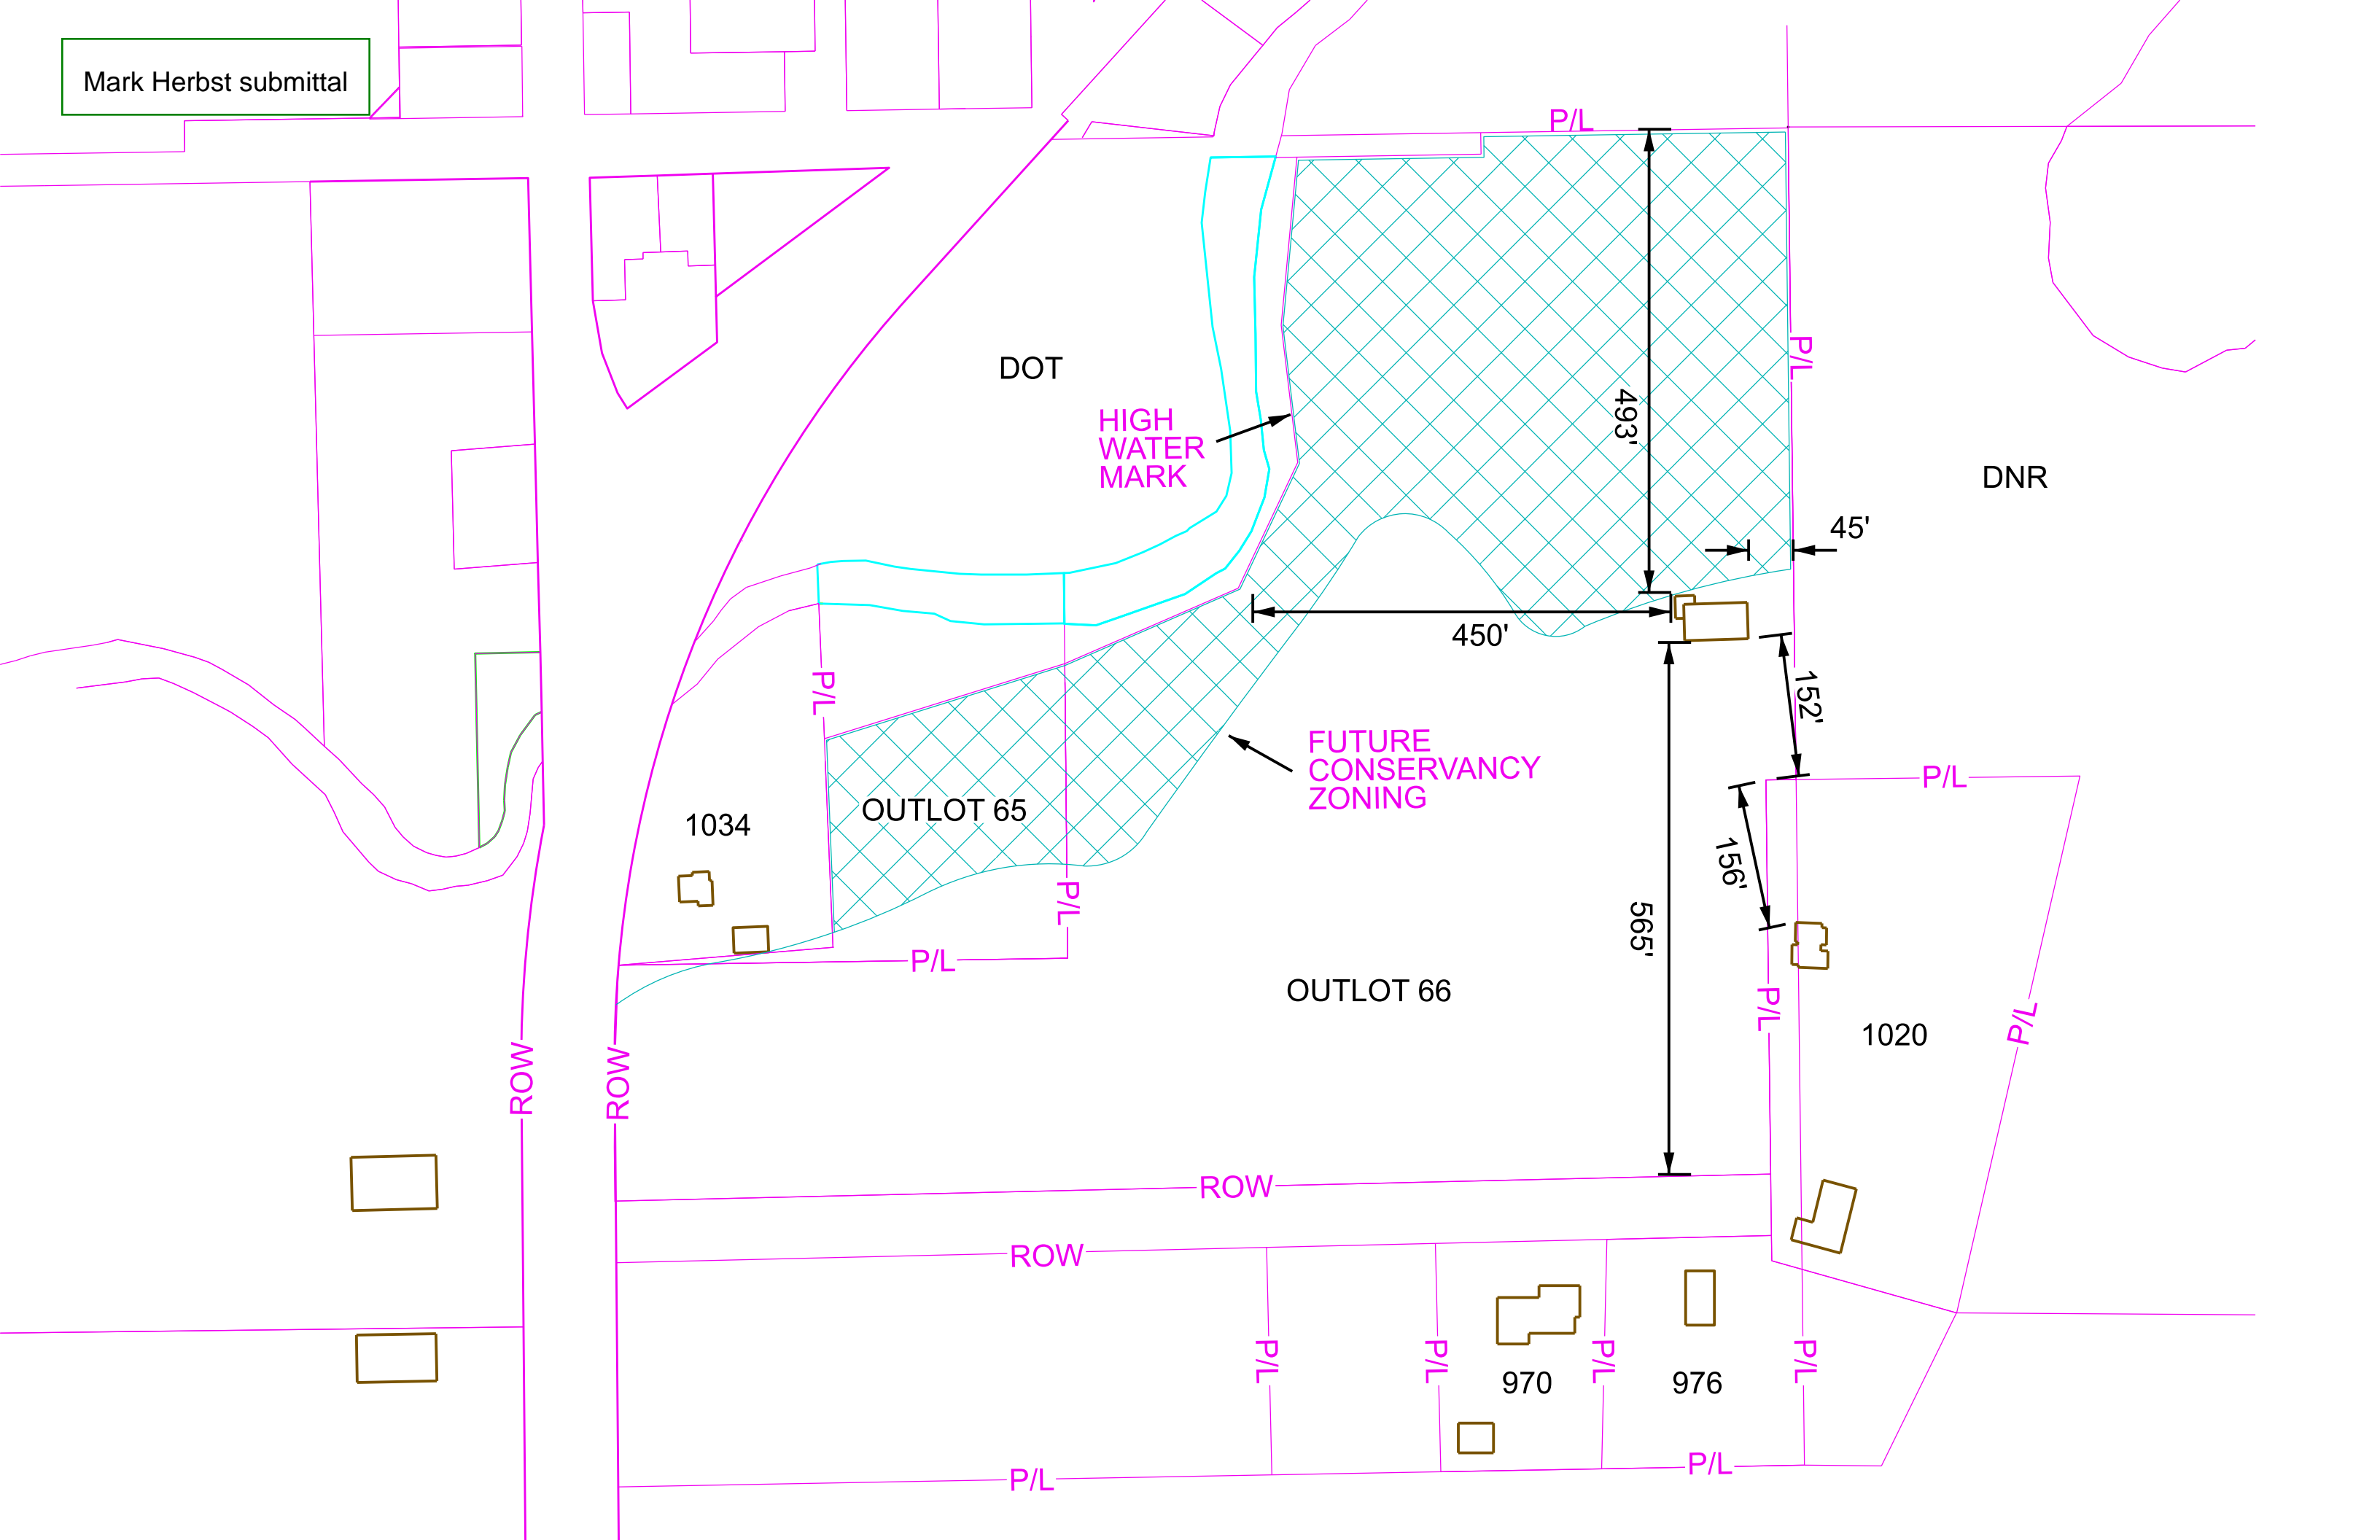 Mark Herbst submittal
P/L
DOT
P/L
HIGH
WATER
MARK
493'
DNR
45'
450'
P/L
152'
FUTURE
CONSERVANCY
ZONING
P/L
OUTLOT 65
1034
156'
P/L
565'
P/L
OUTLOT 66
P/L
P/L
1020
ROW
ROW
ROW
ROW
P/L
P/L
P/L
P/L
970
976
P/L
P/L